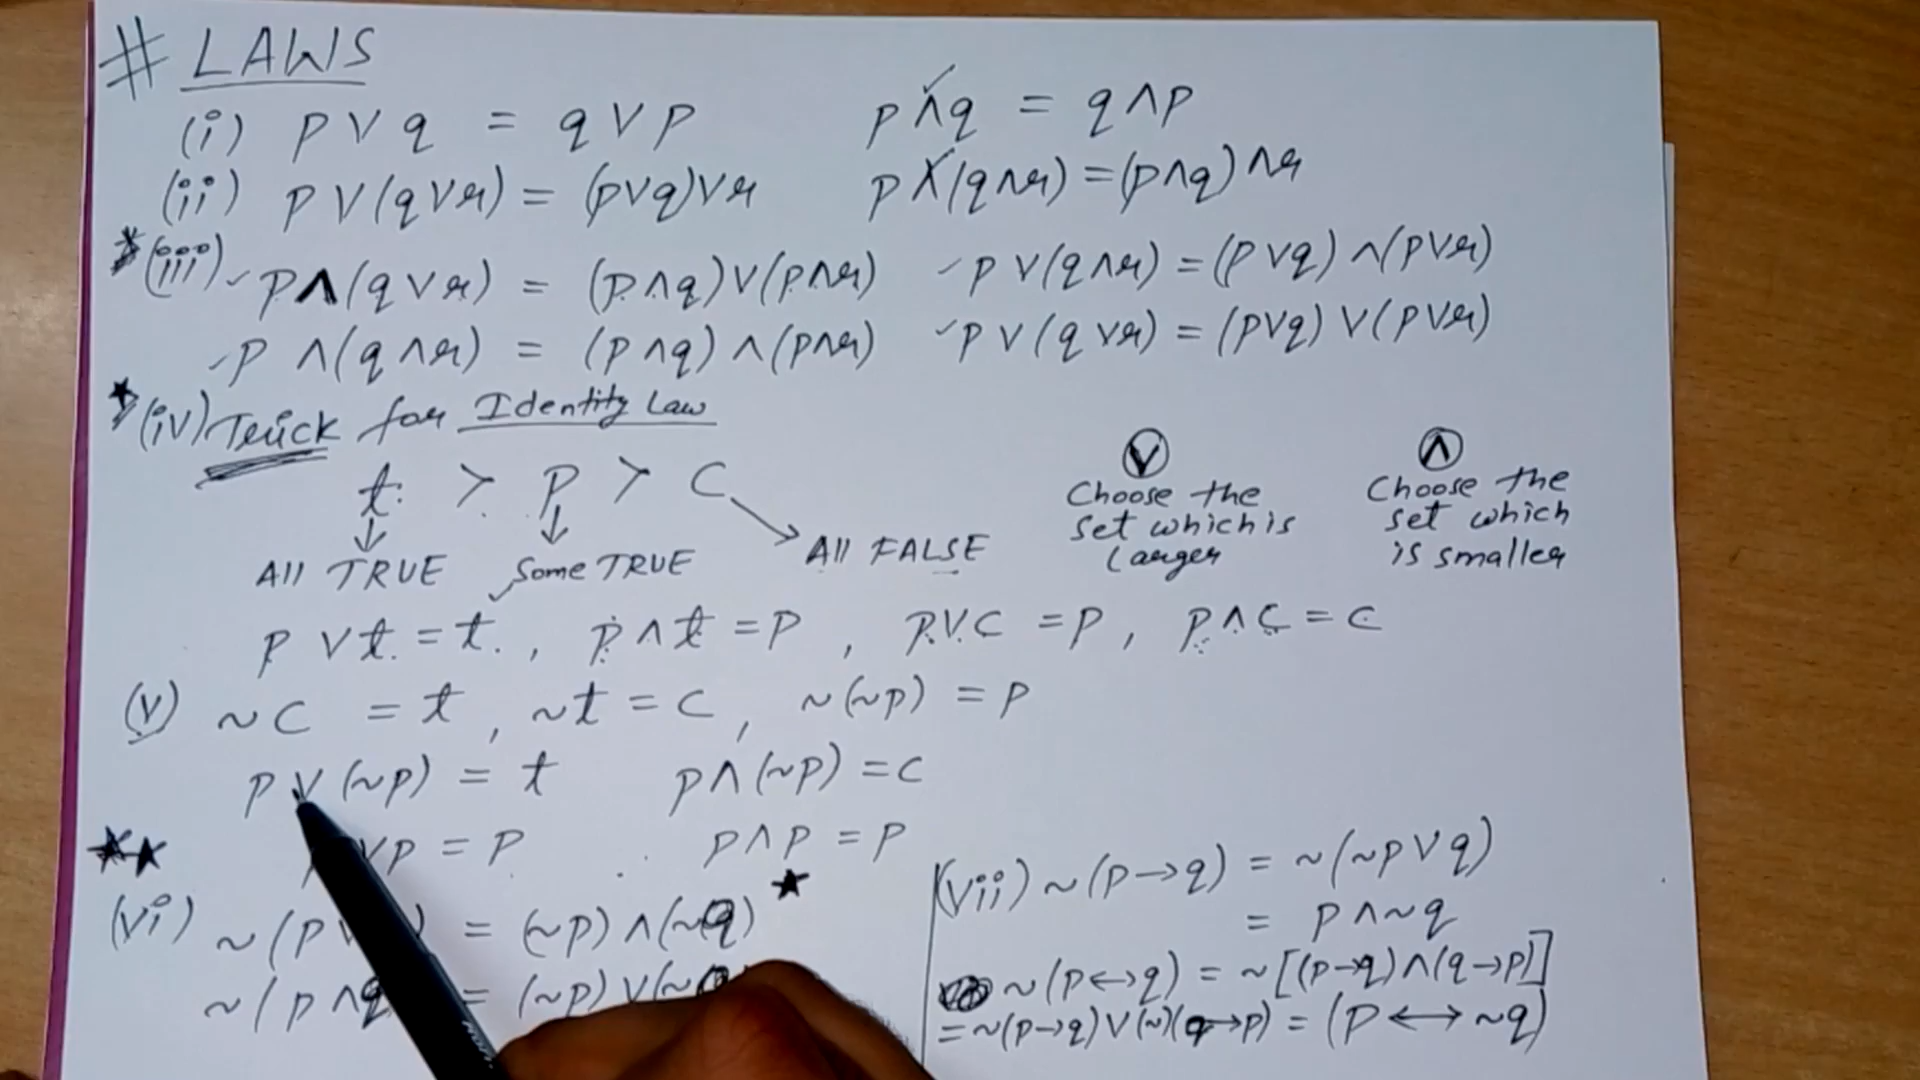 # LAWS
(i) p ∨ q = q ∨ p p ∧ q = q ∧ p
(ii) p ∨ (q ∨ r) = (p ∨ q) ∨ r p ∧ (q ∧ r) = (p ∧ q) ∧ r
(iii) p ∧ (q ∨ r) = (p ∧ q) ∨ (p ∧ r) p ∨ (q ∧ r) = (p ∨ q) ∧ (p ∨ r)
p ∧ (q ∧ r) = (p ∧ q) ∧ (p ∧ r) p ∨ (q ∨ r) = (p ∨ q) ∨ (p ∨ r)
(iv) Trick for Identity Law
t > p > c
All TRUE
Some TRUE
All FALSE
∨
Choose the
set which is
Larger
∧
Choose the
set which
is smaller
p ∨ t = t , p ∧ t = p , p ∨ c = p , p ∧ c = c
(v) ~c = t , ~t = c , ~(~p) = p
p ∨ (~p) = t p ∧ (~p) = c
∨ p = p p ∧ p = p
(vi) ~(p ) = (~p) ∧ (~q)
~(p ∧ q = (~p) ∨ (~
(vii) ~(p → q) = ~(~p ∨ q)
= p ∧ ~q
~(p ↔ q) = ~[(p → q) ∧ (q → p)]
= ~(p → q) ∨ (~)(q → p) = (p ↔ ~q)